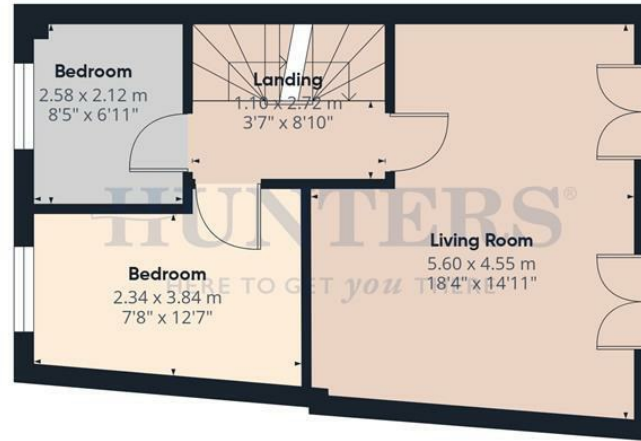 Bedroom
2.58 x 2.12 m
8'5" x 6'11"
Landing
1.10 x 2.72 m
3'7" x 8'10"
HUNTERS®
HERE TO GET you THERE
Living Room
5.60 x 4.55 m
18'4" x 14'11"
Bedroom
2.34 x 3.84 m
7'8" x 12'7"